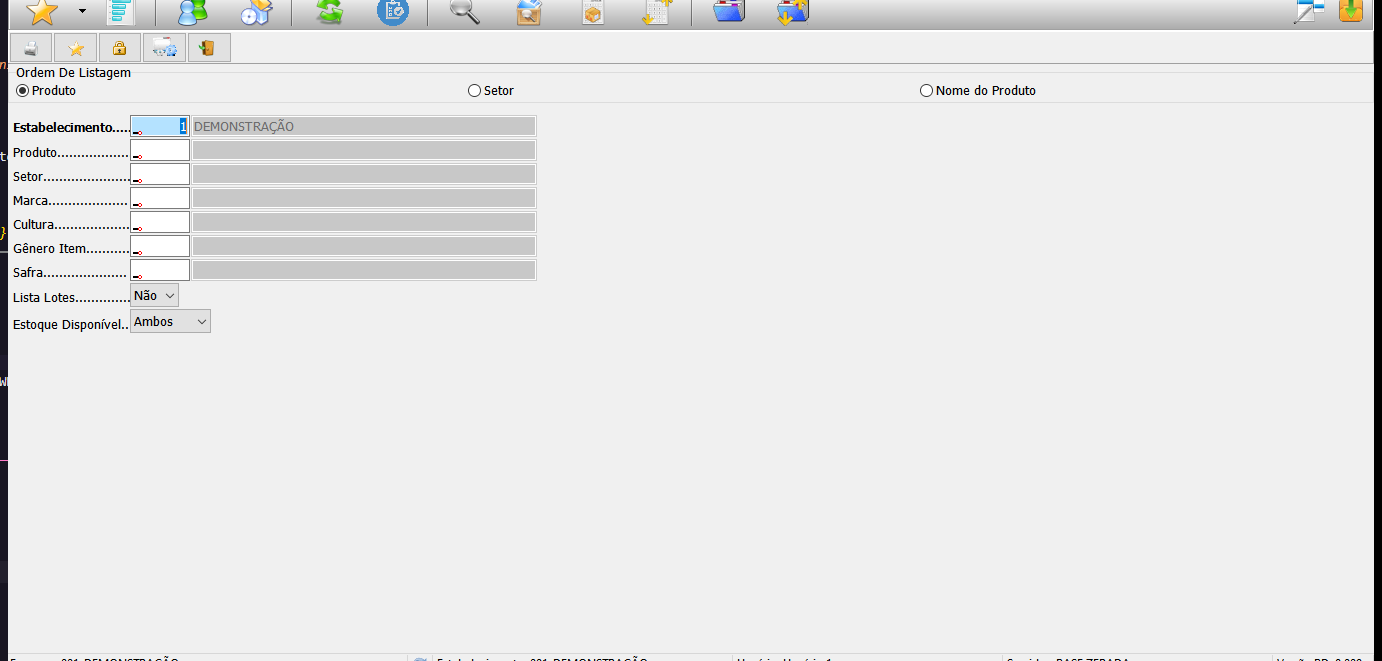 Ordem De Listagem
Produto Setor Nome do Produto
Estabelecimento..... 1 DEMONSTRAÇÃO
Produto..................
Setor......................
Marca....................
Cultura...................
Gênero Item...........
Safra.....................
Lista Lotes.............. Não
Estoque Disponível.. Ambos